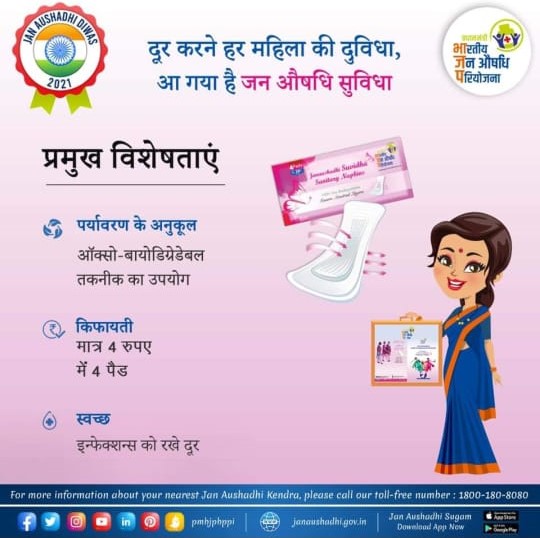 JAN AUSHADHI DIWAS
2021
दूर करने हर महिला की दुविधा,
आ गया है जन औषधि सुविधा
प्रधानमंत्री
भारतीय
जन औषधि
परियोजना
प्रमुख विशेषताएं
Janaushadhi Suvidha
Sanitary Napkins
पर्यावरण के अनुकूल
ऑक्सो-बायोडिग्रेडेबल
तकनीक का उपयोग
किफायती
मात्र 4 रुपए
में 4 पैड
स्वच्छ
इन्फेक्शन्स को रखे दूर
For more information about your nearest Jan Aushadhi Kendra, please call our toll-free number : 1800-180-8080
pmbjpbppi
janaushadhi.gov.in
Jan Aushadhi Sugam
Download App Now
App Store
Google Play